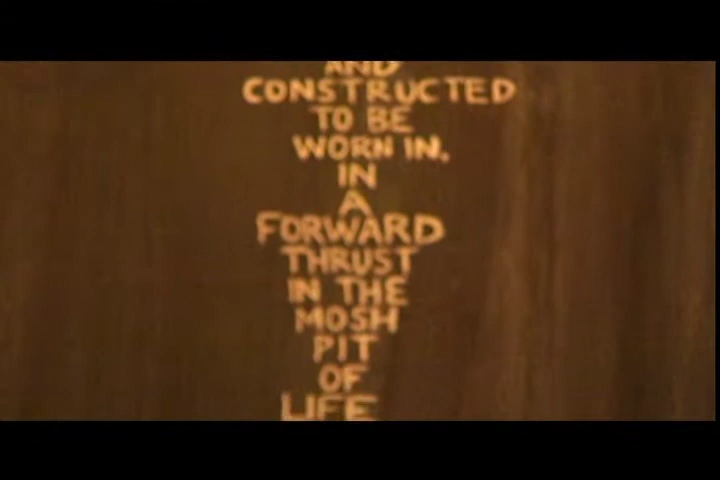 AND
CONSTRUCTED
TO BE
WORN IN.
IN
A
FORWARD
THRUST
IN THE
MOSH
PIT
OF
LIFE